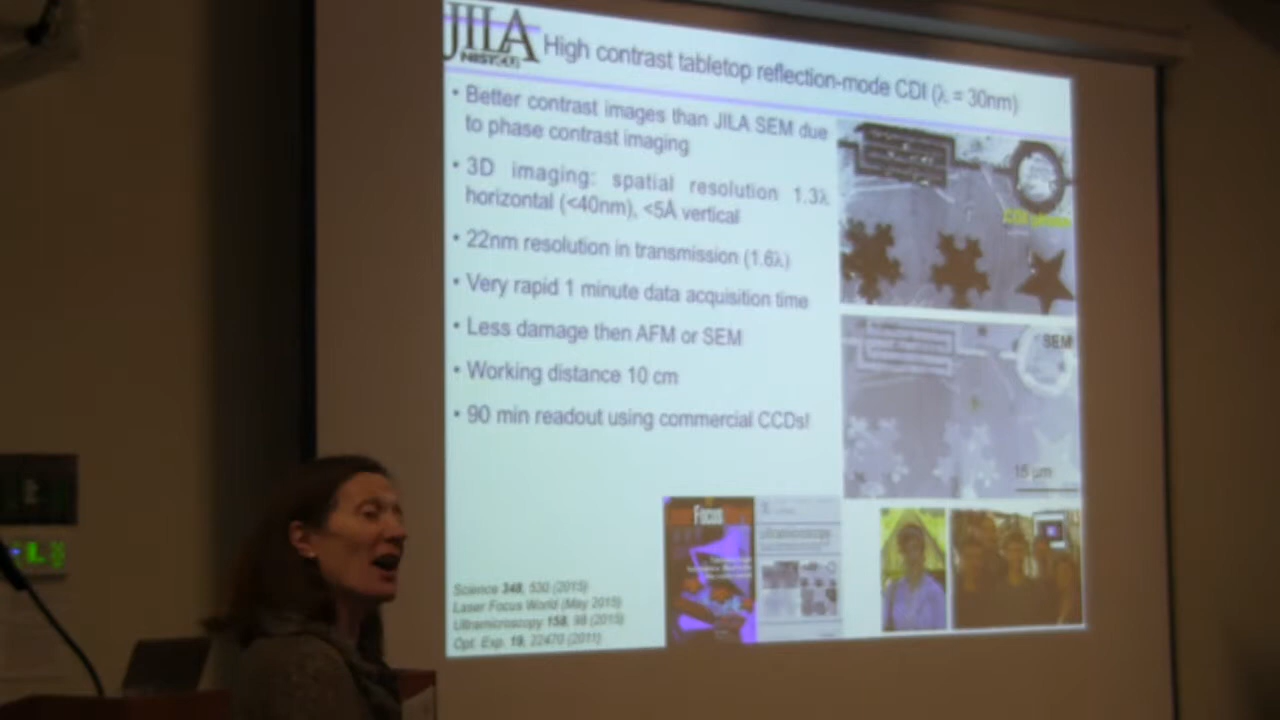 JILA
High contrast tabletop reflection-mode CDI (λ = 30nm)
• Better contrast images than JILA SEM due
to phase contrast imaging
• 3D imaging: spatial resolution 1.3λ
horizontal (<40nm), <5Å vertical
• 22nm resolution in transmission (1.6λ)
• Very rapid 1 minute data acquisition time
• Less damage then AFM or SEM
• Working distance 10 cm
• 90 min readout using commercial CCDs!
SEM
15 µm
Focus
ultramicroscopy
Science 348, 530 (2015)
Laser Focus World (May 2015)
Ultramicroscopy 158, 98 (2015)
Opt. Exp. 19, 22470 (2011)